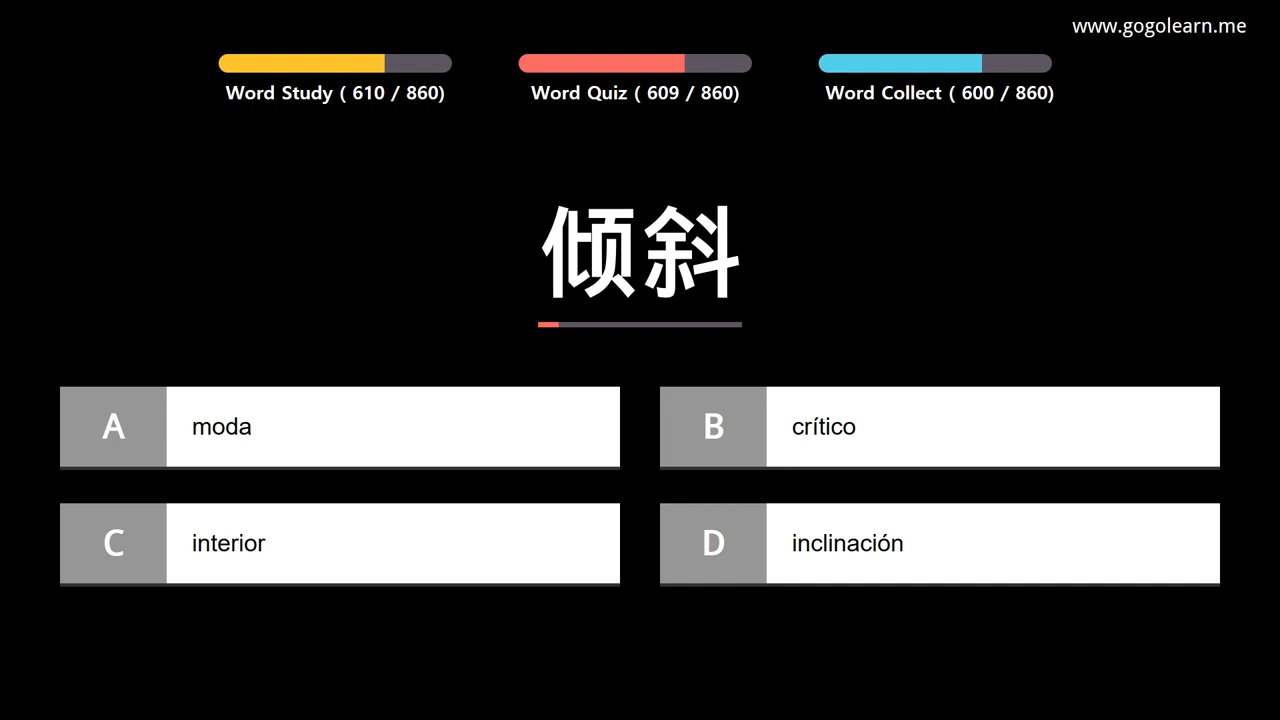 www.gogolearn.me
Word Study ( 610 / 860)
Word Quiz ( 609 / 860)
Word Collect ( 600 / 860)
倾斜
A moda
B crítico
C interior
D inclinación